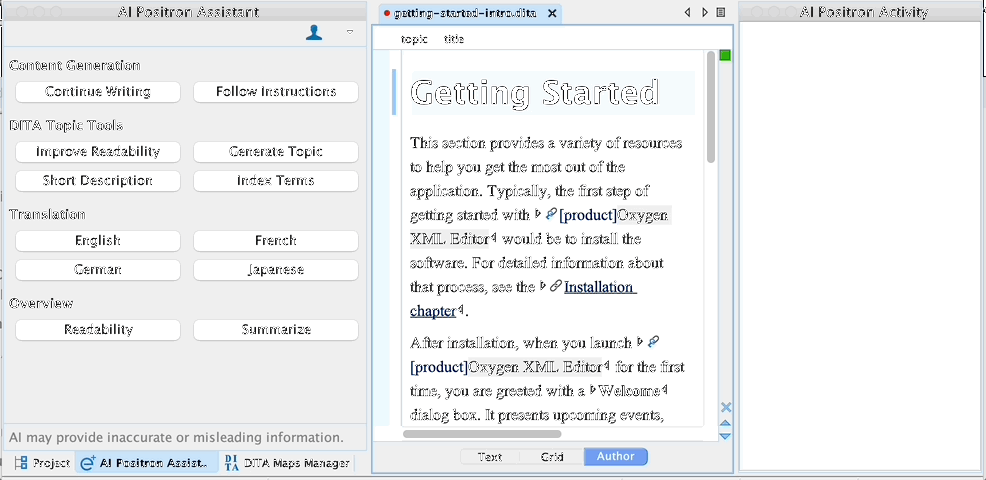 AI Positron Assistant
Content Generation
Continue Writing
Follow Instructions
DITA Topic Tools
Improve Readability
Generate Topic
Short Description
Index Terms
Translation
English
French
German
Japanese
Overview
Readability
Summarize
AI may provide inaccurate or misleading information.
Project
AI Positron Assist..
DITA
DITA Maps Manager
getting-started-intro.dita
topic title
Getting Started
This section provides a variety of resources
to help you get the most out of the
application. Typically, the first step of
getting started with [product]Oxygen
XML Editor would be to install the
software. For detailed information about
that process, see the Installation
chapter.
After installation, when you launch
[product]Oxygen XML Editor for the first
time, you are greeted with a Welcome
dialog box. It presents upcoming events,
Text
Grid
Author
AI Positron Activity